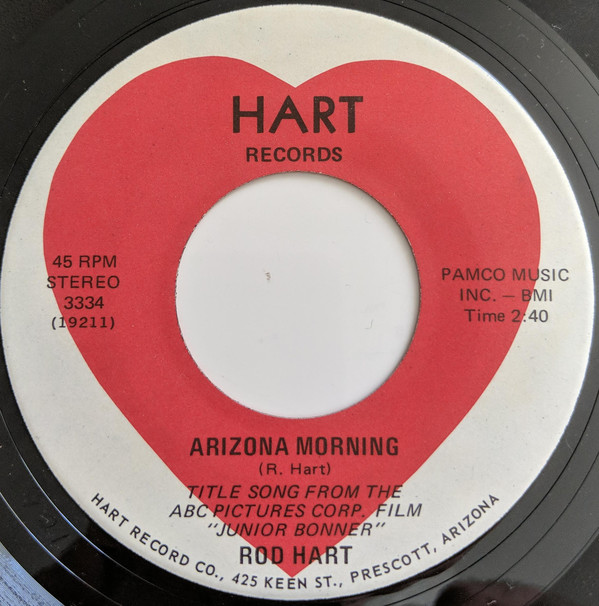 HART
RECORDS
45 RPM
STEREO
3334
(19211)
PAMCO MUSIC
INC. – BMI
Time 2:40
ARIZONA MORNING
(R. Hart)
TITLE SONG FROM THE
ABC PICTURES CORP. FILM
"JUNIOR BONNER"
ROD HART
HART RECORD CO., 425 KEEN ST., PRESCOTT, ARIZONA